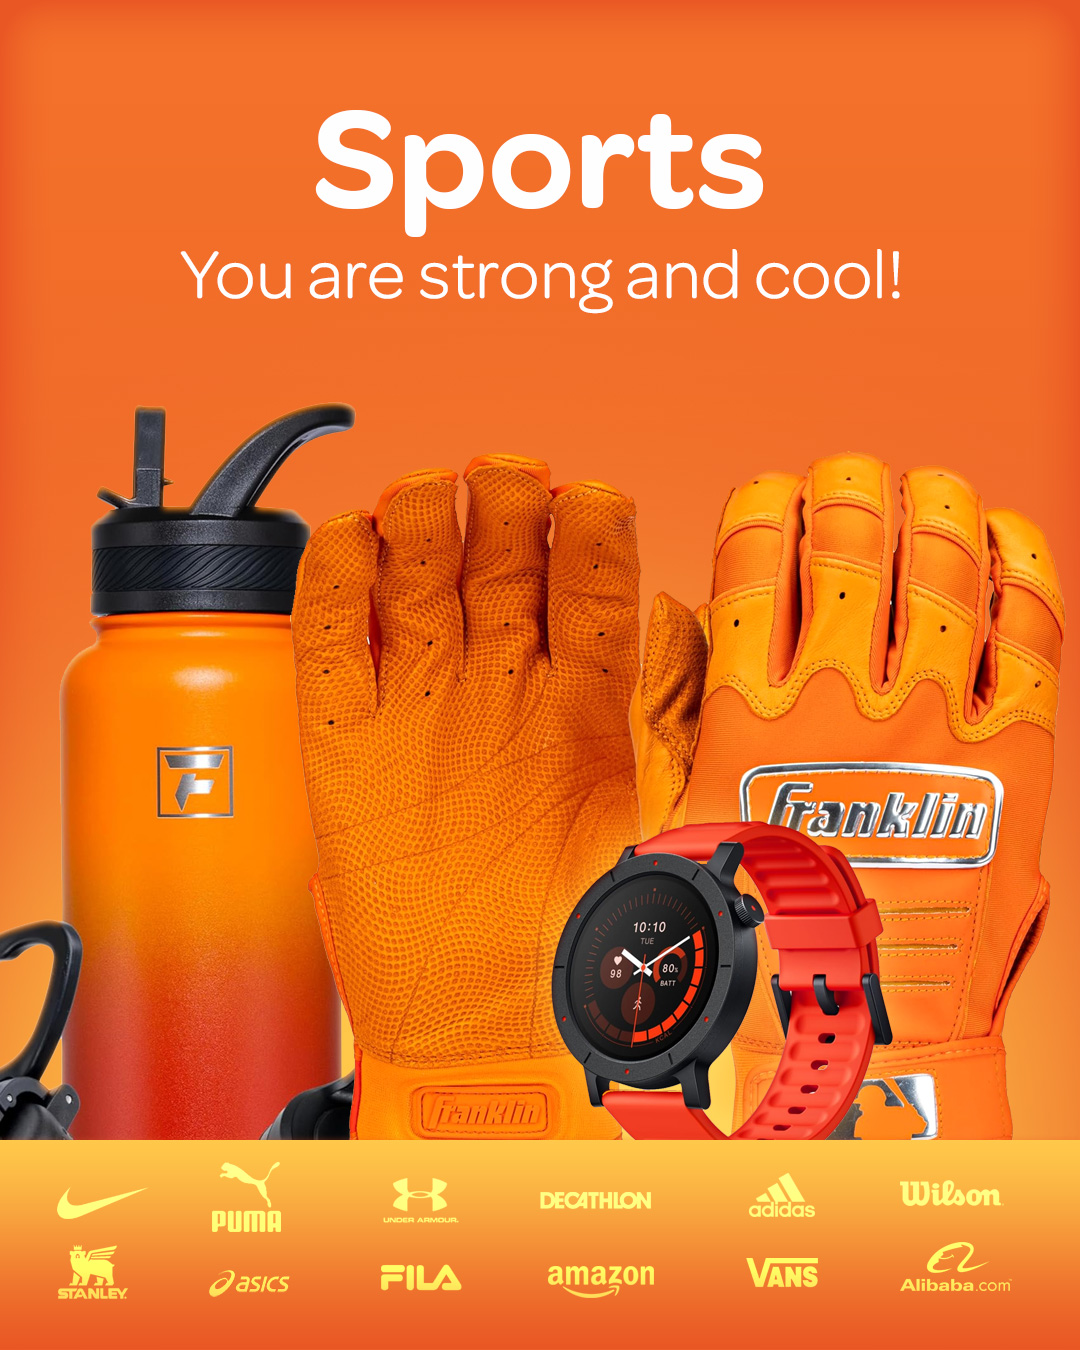 Sports
You are strong and cool!
F
Franklin
10:10
TUE
98
80%
BATT
KCAL
Franklin
PUMA
UNDER ARMOUR.
DECATHLON
adidas
Wilson
STANLEY
asics
FILA
amazon
VANS
Alibaba.com